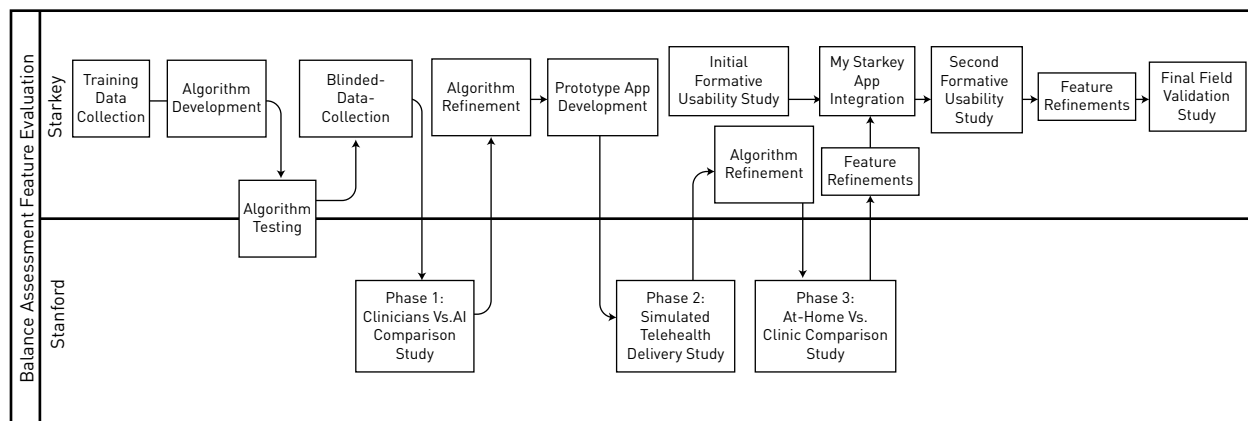 Balance Assessment Feature Evaluation
Starkey
Training
Data
Collection
Algorithm
Development
Algorithm
Testing
Blinded-
Data-
Collection
Algorithm
Refinement
Prototype App
Development
Initial
Formative
Usability Study
My Starkey
App
Integration
Second
Formative
Usability
Study
Feature
Refinements
Final Field
Validation
Study
Algorithm
Refinement
Feature
Refinements
Stanford
Phase 1:
Clinicians Vs.AI
Comparison
Study
Phase 2:
Simulated
Telehealth
Delivery Study
Phase 3:
At-Home Vs.
Clinic Comparison
Study